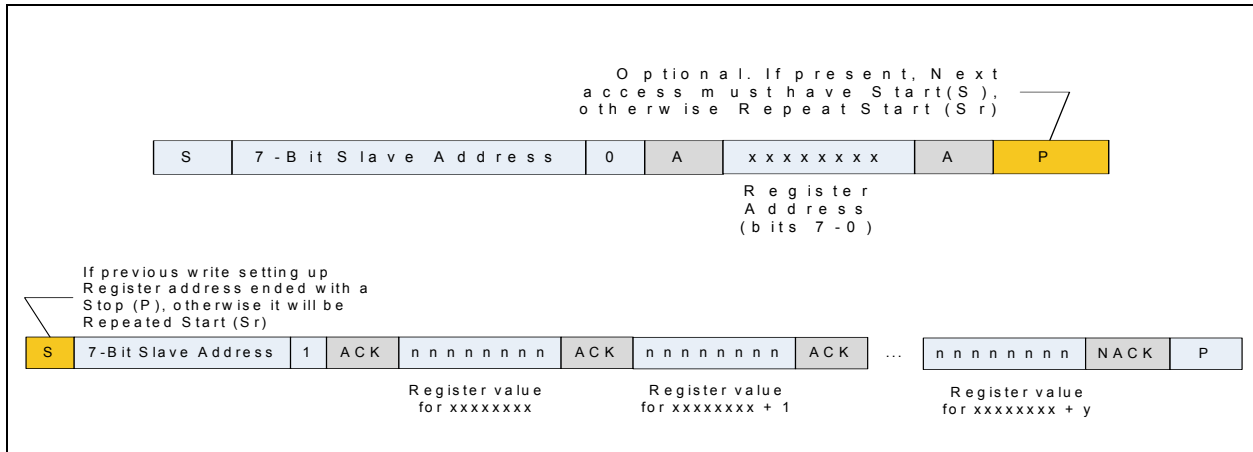 Optional. If present, Next
access must have Start(S),
otherwise Repeat Start (Sr)
S 7-Bit Slave Address 0 A xxxxxxxx A P
Register
Address
(bits 7-0)
If previous write setting up
Register address ended with a
Stop (P), otherwise it will be
Repeated Start (Sr)
S 7-Bit Slave Address 1 ACK nnnnnnnn ACK nnnnnnnn ACK ... nnnnnnnn NACK P
Register value
for xxxxxxxx
Register value
for xxxxxxxx + 1
Register value
for xxxxxxxx + y